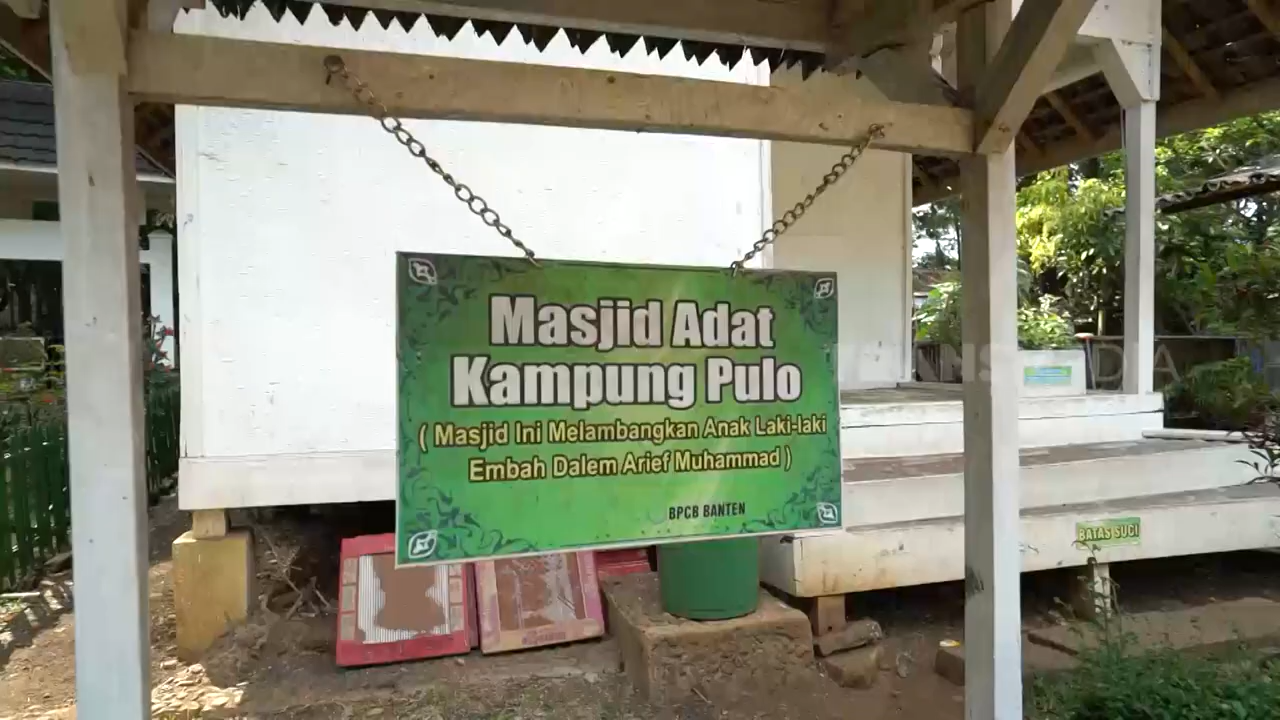 Masjid Adat
Kampung Pulo
( Masjid Ini Melambangkan Anak Laki-laki
Embah Dalem Arief Muhammad )
BPCB BANTEN
BATAS SUCI